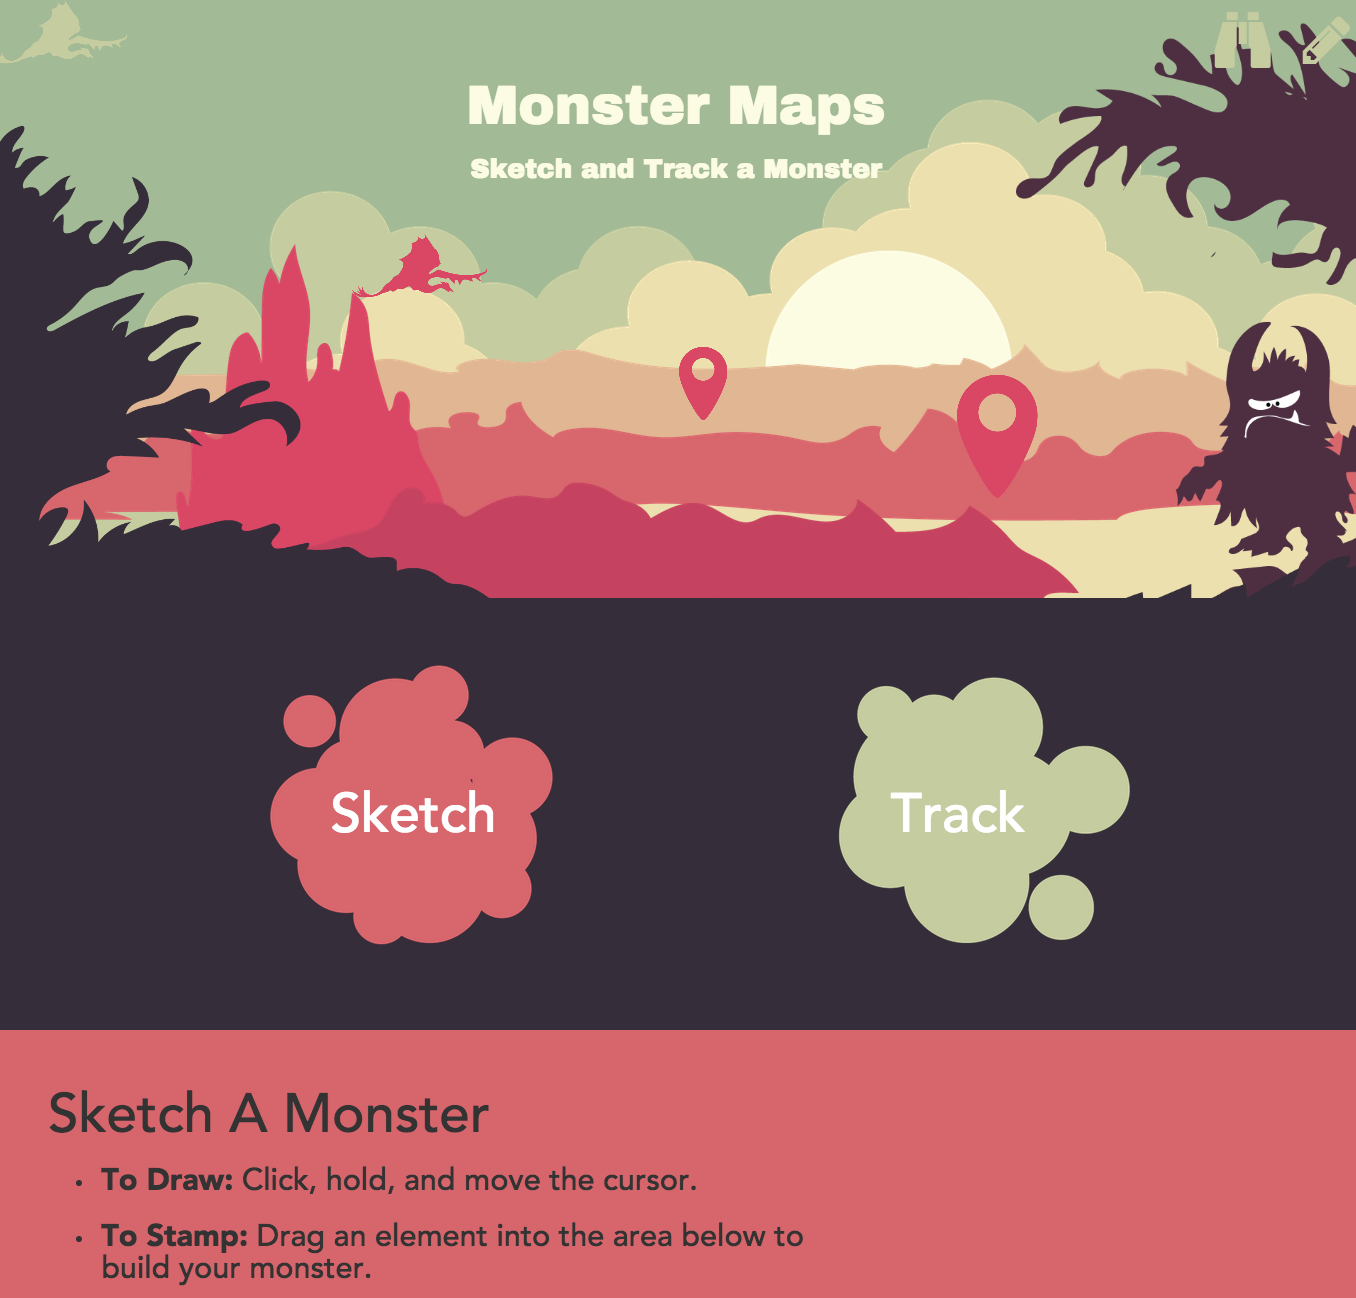 Monster Maps
Sketch and Track a Monster
Sketch
Track
Sketch A Monster
• To Draw: Click, hold, and move the cursor.
• To Stamp: Drag an element into the area below to
build your monster.